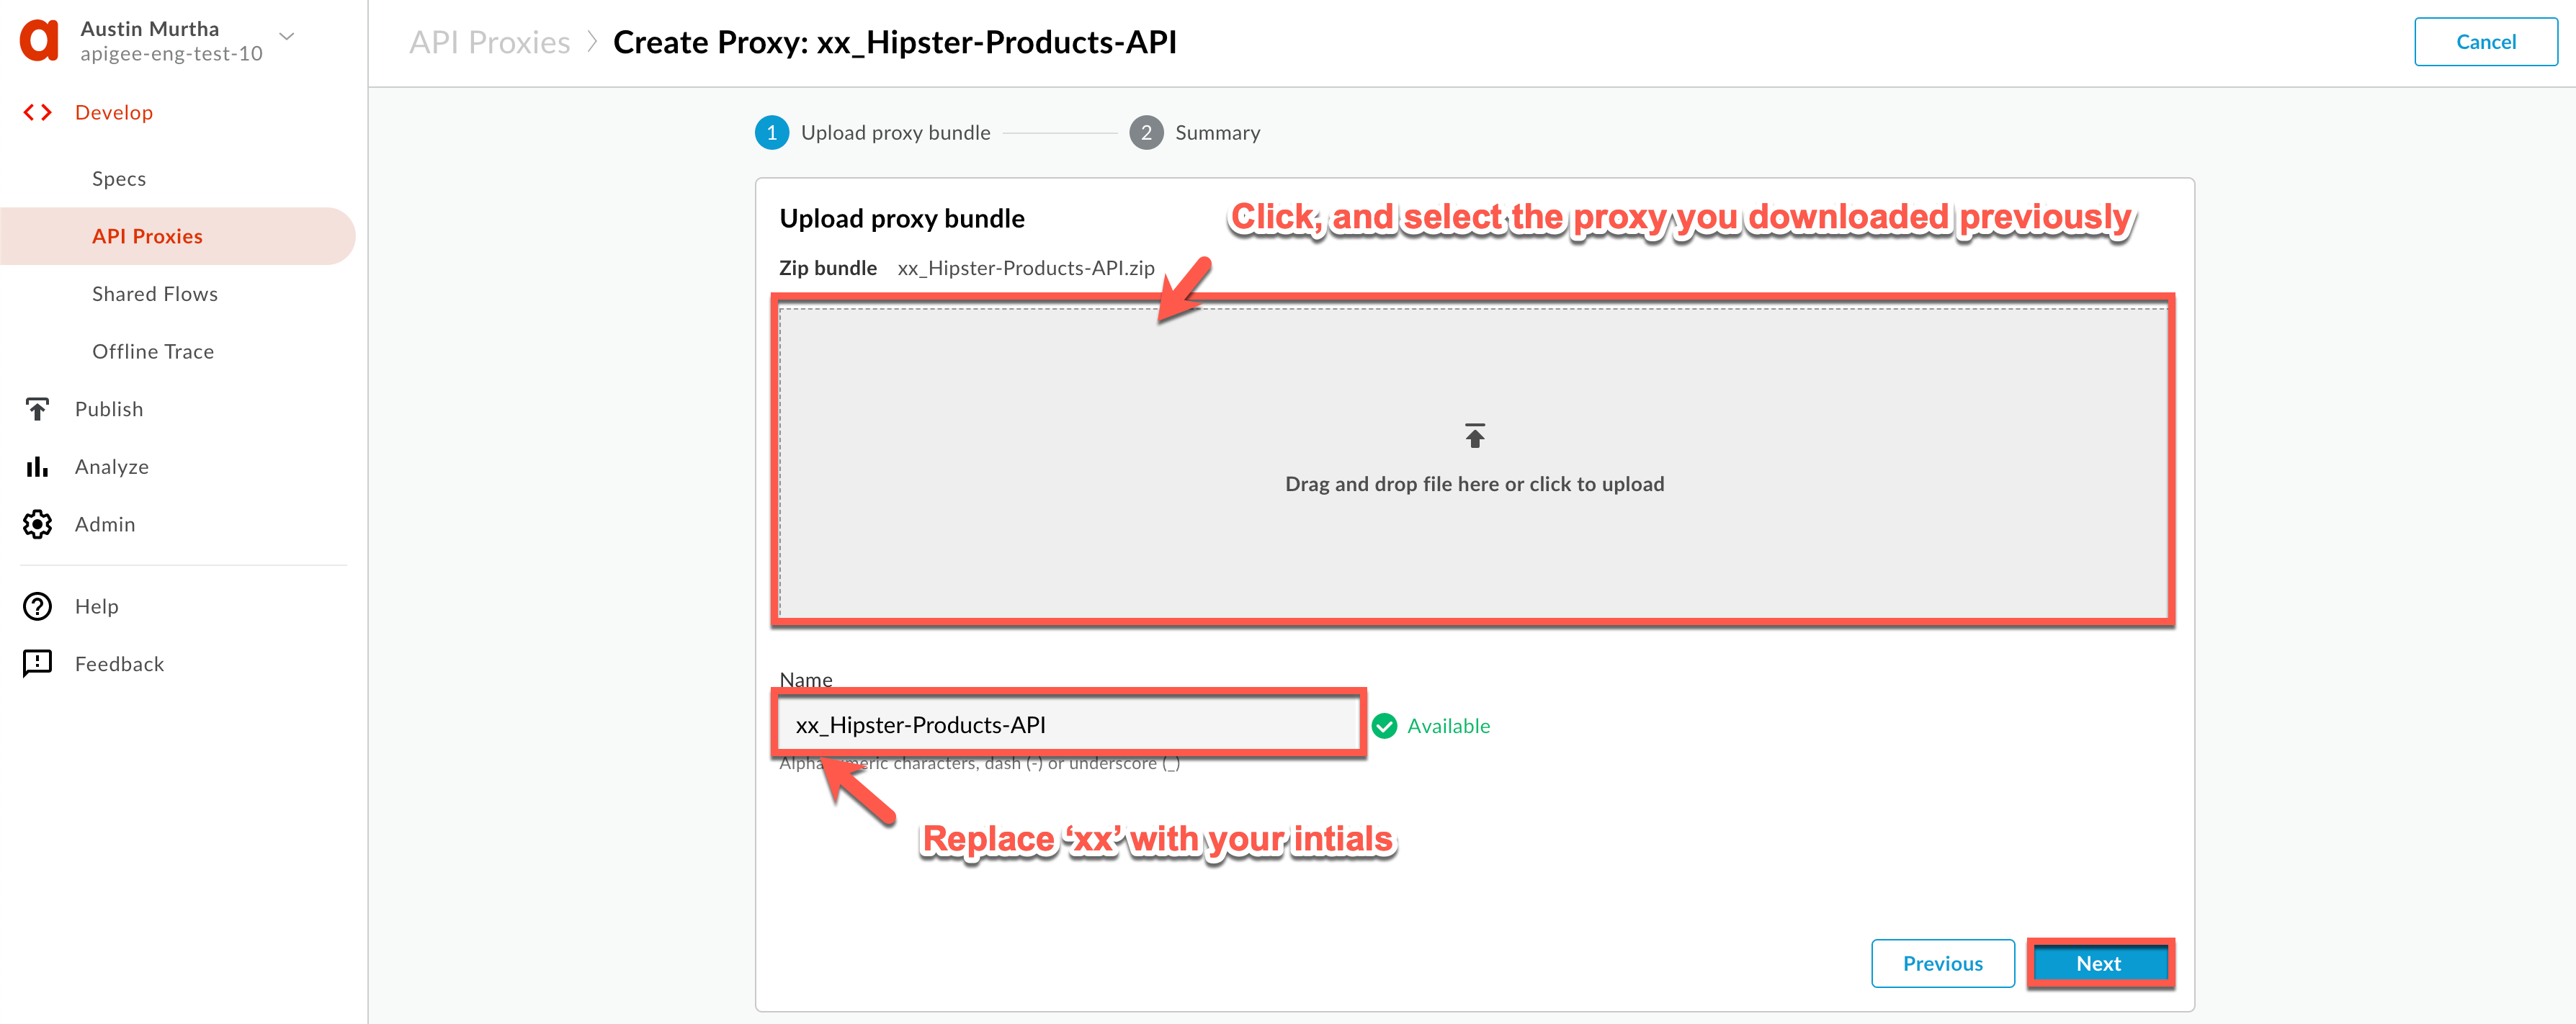 Austin Murtha
apigee-eng-test-10
Develop
Specs
API Proxies
Shared Flows
Offline Trace
Publish
Analyze
Admin
Help
Feedback
API Proxies > Create Proxy: xx_Hipster-Products-API
Cancel
1 Upload proxy bundle 2 Summary
Upload proxy bundle
Click, and select the proxy you downloaded previously
Zip bundle xx_Hipster-Products-API.zip
Drag and drop file here or click to upload
Name
xx_Hipster-Products-API
Available
Alphanumeric characters, dash (-) or underscore (_)
Replace ‘xx’ with your intials
Previous
Next